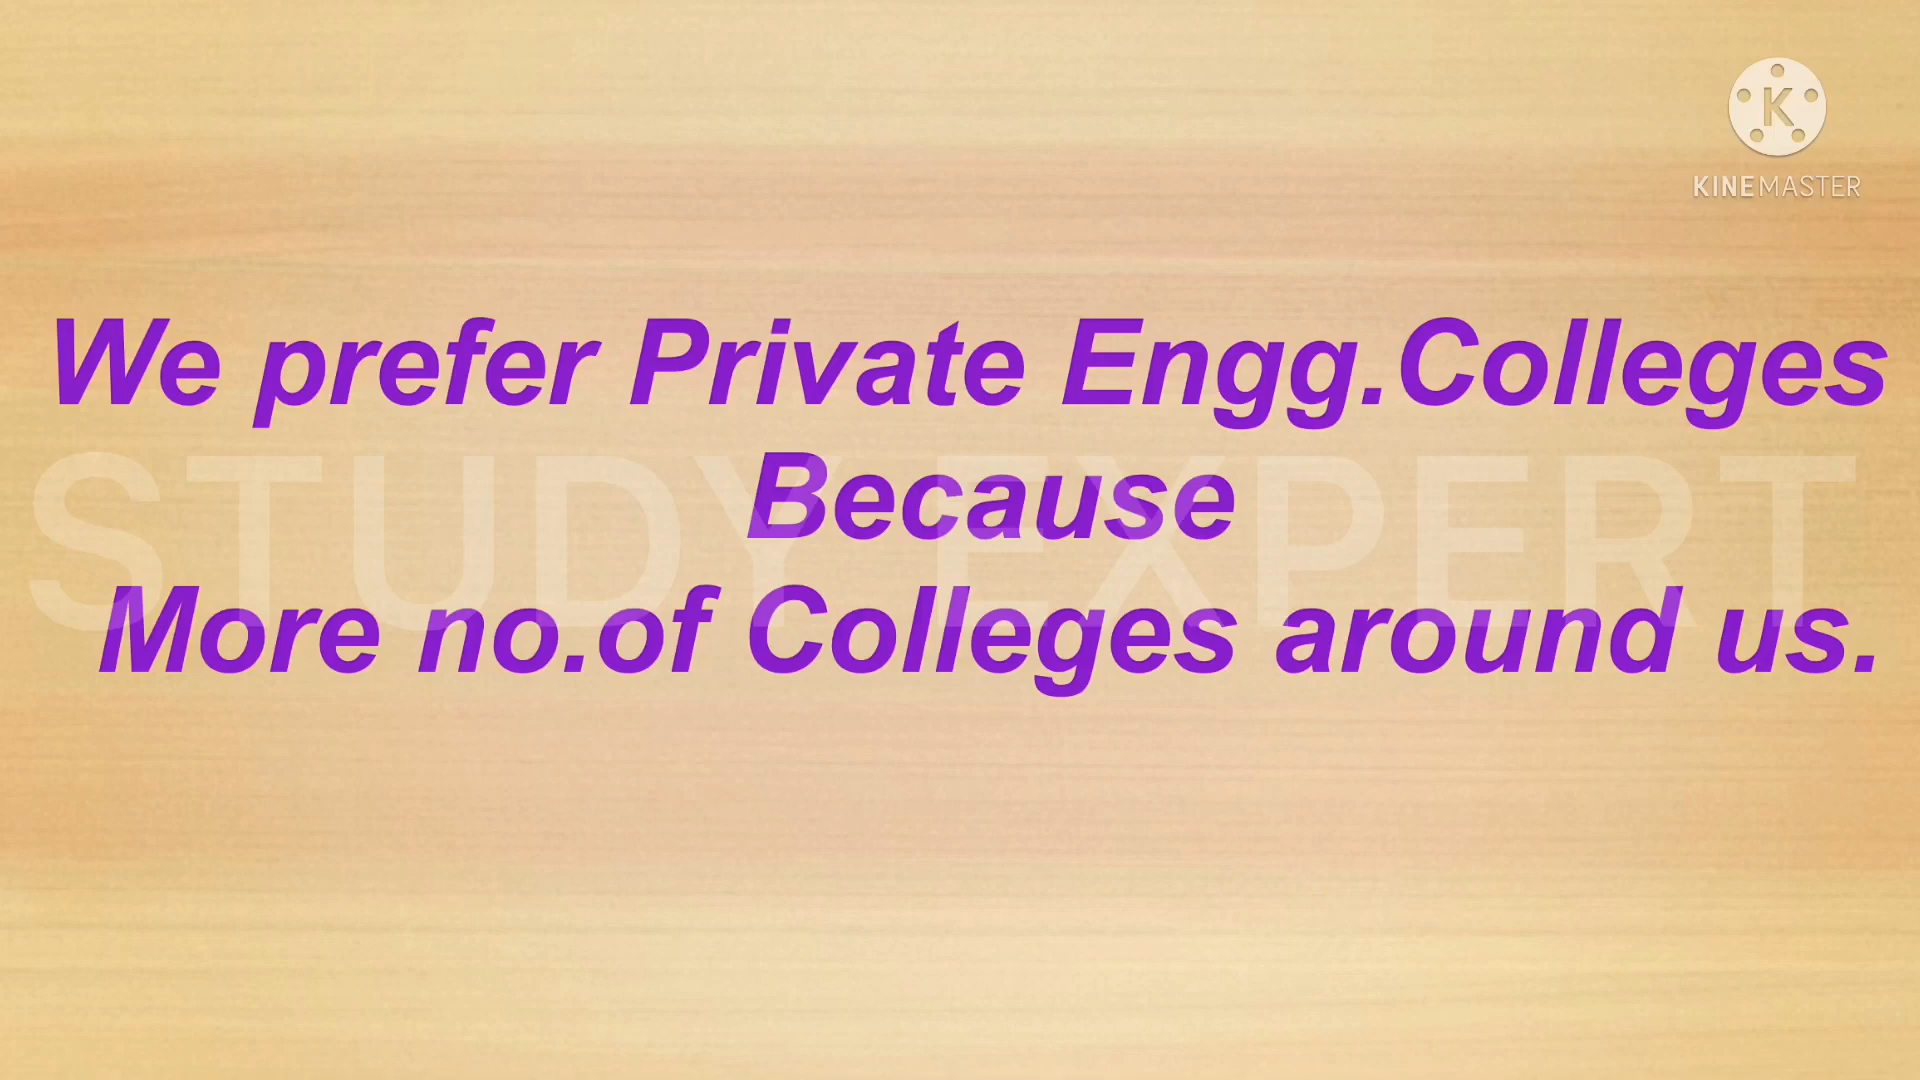 K
KINEMASTER
We prefer Private Engg.Colleges
Because
STUDY EXPERT
More no.of Colleges around us.